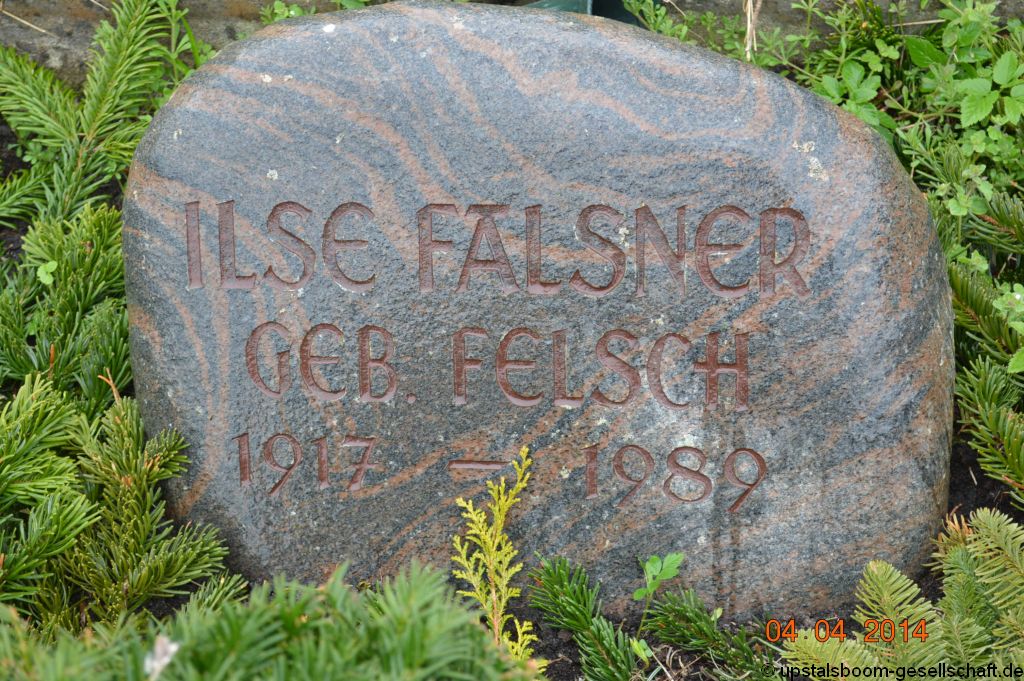 ILSE FALSNER
GEB. FELSCH
1917 – 1989
04 04 2014
© upstalsboom-gesellschaft.de